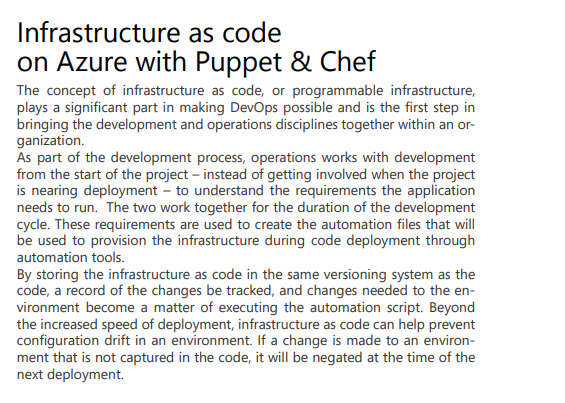 Infrastructure as code
on Azure with Puppet & Chef
The concept of infrastructure as code, or programmable infrastructure,
plays a significant part in making DevOps possible and is the first step in
bringing the development and operations disciplines together within an or-
ganization.
As part of the development process, operations works with development
from the start of the project – instead of getting involved when the project
is nearing deployment – to understand the requirements the application
needs to run.  The two work together for the duration of the development
cycle. These requirements are used to create the automation files that will
be used to provision the infrastructure during code deployment through
automation tools.
By storing the infrastructure as code in the same versioning system as the
code, a record of the changes be tracked, and changes needed to the en-
vironment become a matter of executing the automation script. Beyond
the increased speed of deployment, infrastructure as code can help prevent
configuration drift in an environment. If a change is made to an environ-
ment that is not captured in the code, it will be negated at the time of the
next deployment.